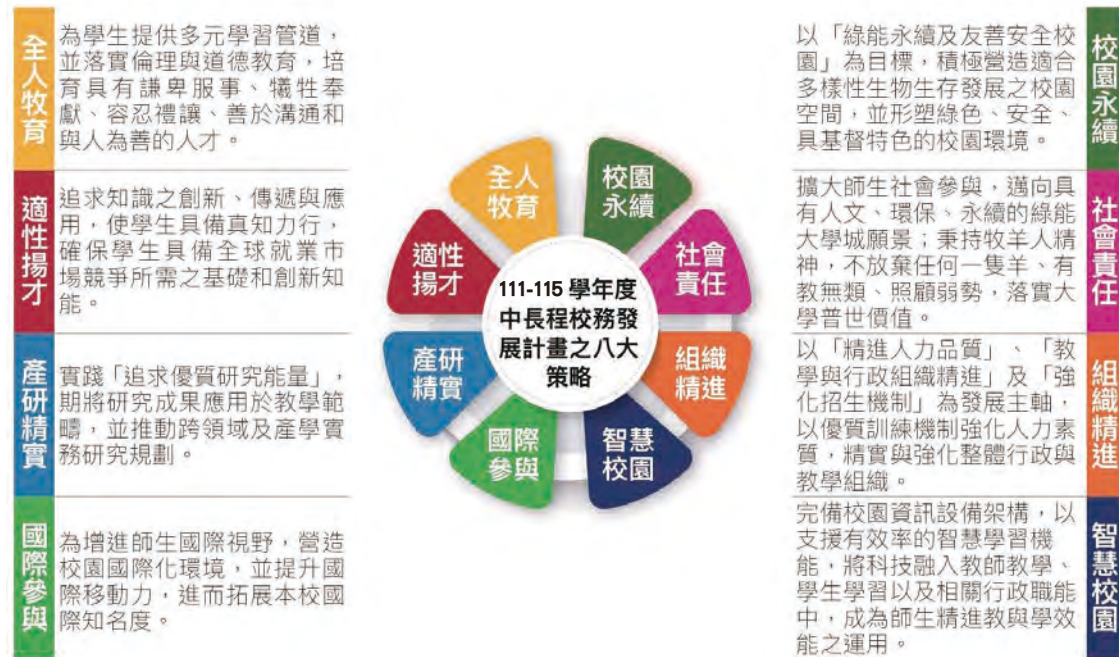 全人牧育
為學生提供多元學習管道，
並落實倫理與道德教育，培
育具有謙卑服事、犧牲奉
獻、容忍禮讓、善於溝通和
與人為善的人才。
適性揚才
追求知識之創新、傳遞與應
用，使學生具備真知力行，
確保學生具備全球就業市
場競爭所需之基礎和創新知
能。
產研精實
實踐「追求優質研究能量」，
期將研究成果應用於教學範
疇，並推動跨領域及產學實
務研究規劃。
國際參與
為增進師生國際視野，營造
校園國際化環境，並提升國
際移動力，進而拓展本校國
際知名度。
全人
牧育
校園
永續
適性
揚才
社會
責任
111-115 學年度
中長程校務發
展計畫之八大
策略
產研
精實
組織
精進
國際
參與
智慧
校園
以「綠能永續及友善安全校
園」為目標，積極營造適合
多樣性生物生存發展之校園
空間，並形塑綠色、安全、
具基督特色的校園環境。
校園永續
擴大師生社會參與，邁向具
有人文、環保、永續的綠能
大學城願景；秉持牧羊人精
神，不放棄任何一隻羊、有
教無類、照顧弱勢，落實大
學普世價值。
社會責任
以「精進人力品質」、「教
學與行政組織精進」及「強
化招生機制」為發展主軸，
以優質訓練機制強化人力素
質，精實與強化整體行政與
教學組織。
組織精進
完備校園資訊設備架構，以
支援有效率的智慧學習機
能，將科技融入教師教學、
學生學習以及相關行政職能
中，成為師生精進教與學效
能之運用。
智慧校園